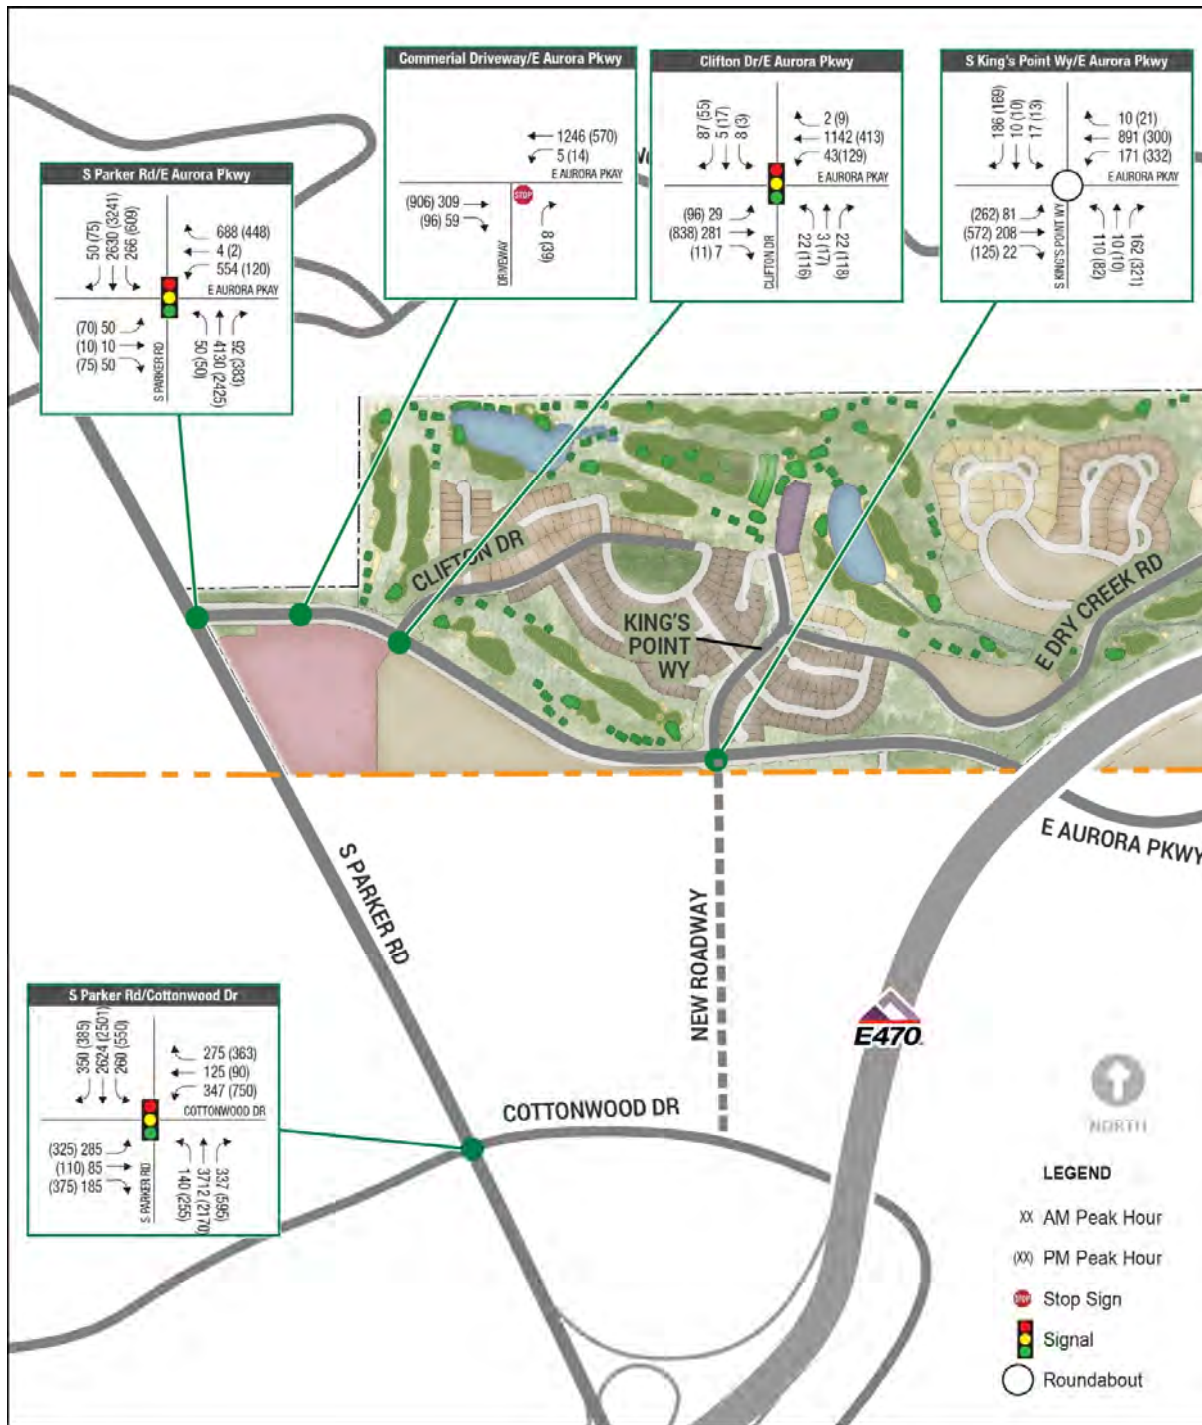 Commerial Driveway/E Aurora Pkwy
1246 (570)
5 (14)
E AURORA PKAY
(906) 309
(96) 59
STOP
DRIVEWAY
8 (39)
Clifton Dr/E Aurora Pkwy
87 (55)
5 (17)
8 (3)
2 (9)
1142 (413)
43(129)
E AURORA PKAY
(96) 29
(838) 281
(11) 7
CLIFTON DR
22 (116)
3 (17)
22 (118)
S King's Point Wy/E Aurora Pkwy
186 (169)
10 (10)
17 (13)
10 (21)
891 (300)
171 (332)
E AURORA PKAY
(262) 81
(572) 208
(125) 22
S KING'S POINT WY
110 (82)
10 (10)
162 (321)
S Parker Rd/E Aurora Pkwy
50 (75)
2630 (3241)
266 (609)
688 (448)
4 (2)
554 (120)
E AURORA PKAY
(70) 50
(10) 10
(75) 50
S PARKER RD
50 (50)
4130 (2425)
92 (383)
CLIFTON DR
KING'S
POINT
WY
E DRY CREEK RD
S PARKER RD
E AURORA PKWY
NEW ROADWAY
E470
S Parker Rd/Cottonwood Dr
350 (385)
2624 (2501)
260 (550)
275 (363)
125 (90)
347 (750)
COTTONWOOD DR
(325) 285
(110) 85
(375) 185
S PARKER RD
140 (255)
3712 (2170)
337 (595)
COTTONWOOD DR
NORTH
LEGEND
XX AM Peak Hour
(XX) PM Peak Hour
STOP Stop Sign
Signal
Roundabout